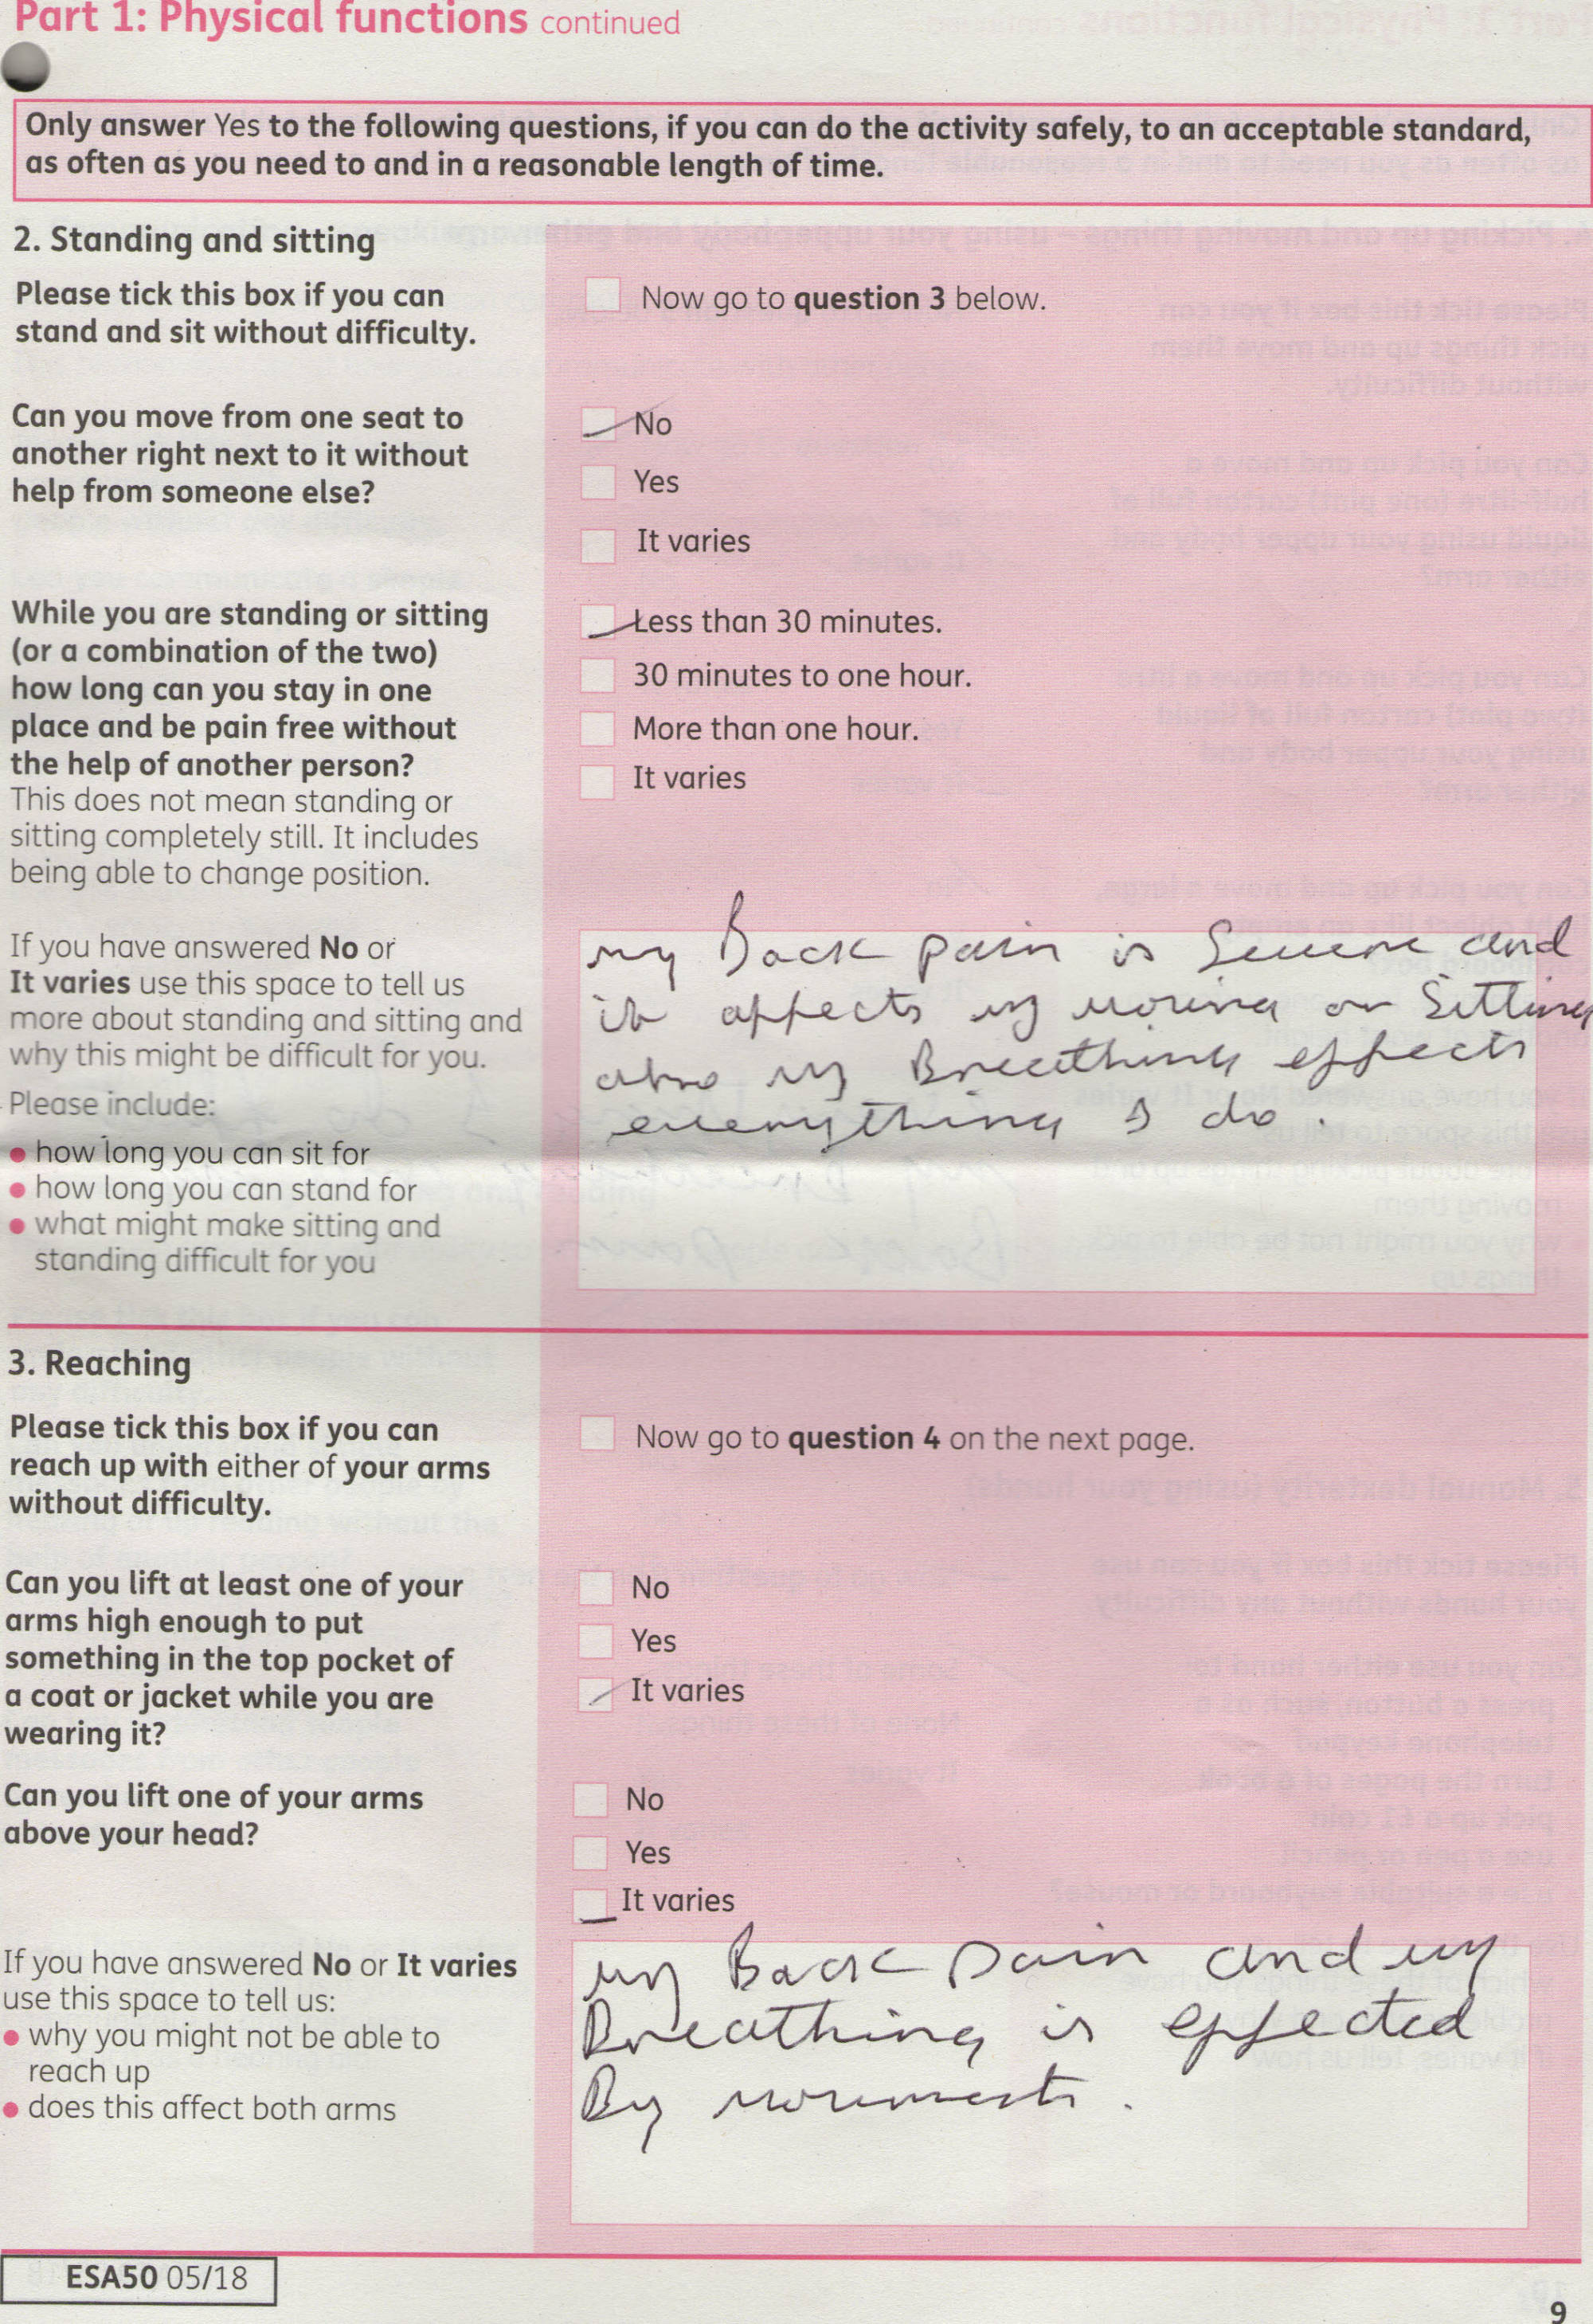 Part 1: Physical functions continued
Only answer Yes to the following questions, if you can do the activity safely, to an acceptable standard,
as often as you need to and in a reasonable length of time.
2. Standing and sitting
Please tick this box if you can
stand and sit without difficulty.
Now go to question 3 below.
Can you move from one seat to
another right next to it without
help from someone else?
No
Yes
It varies
While you are standing or sitting
(or a combination of the two)
how long can you stay in one
place and be pain free without
the help of another person?
This does not mean standing or
sitting completely still. It includes
being able to change position.
Less than 30 minutes.
30 minutes to one hour.
More than one hour.
It varies
If you have answered No or
It varies use this space to tell us
more about standing and sitting and
why this might be difficult for you.
Please include:
how long you can sit for
how long you can stand for
what might make sitting and
standing difficult for you
my Back pain is Severe and
it affects my moving or Sitting
also my Breathing effects
everything I do.
3. Reaching
Please tick this box if you can
reach up with either of your arms
without difficulty.
Now go to question 4 on the next page.
Can you lift at least one of your
arms high enough to put
something in the top pocket of
a coat or jacket while you are
wearing it?
No
Yes
It varies
Can you lift one of your arms
above your head?
No
Yes
It varies
If you have answered No or It varies
use this space to tell us:
why you might not be able to
reach up
does this affect both arms
my Back pain and my
Breathing is effected
By movements.
ESA50 05/18
9